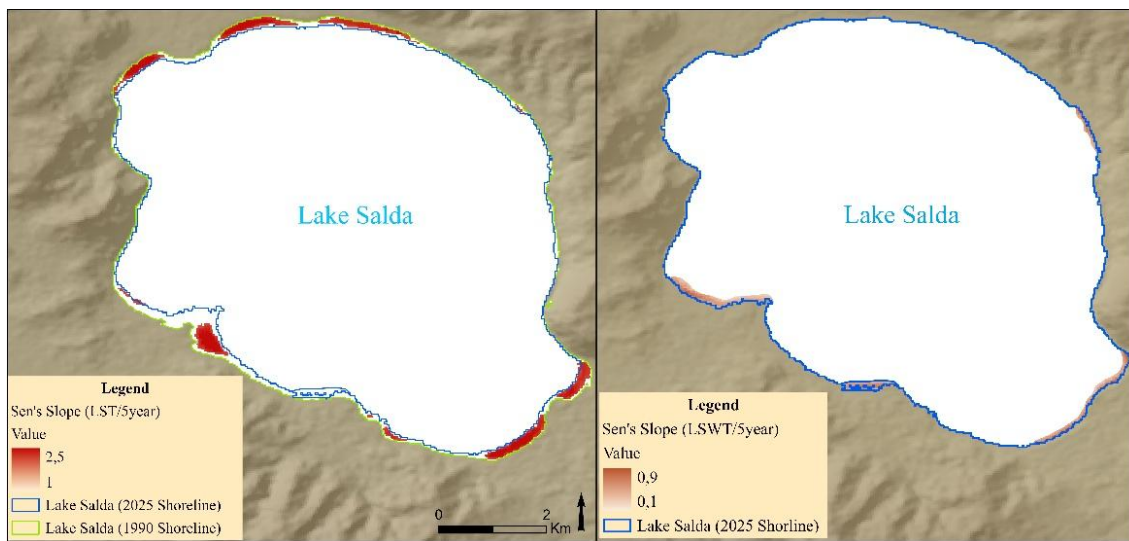 Lake Salda
Legend
Sen's Slope (LST/5year)
Value
2,5
1
Lake Salda (2025 Shoreline)
Lake Salda (1990 Shoreline)
0 2
Km
Lake Salda
Legend
Sen's Slope (LSWT/5year)
Value
0,9
0,1
Lake Salda (2025 Shorline)